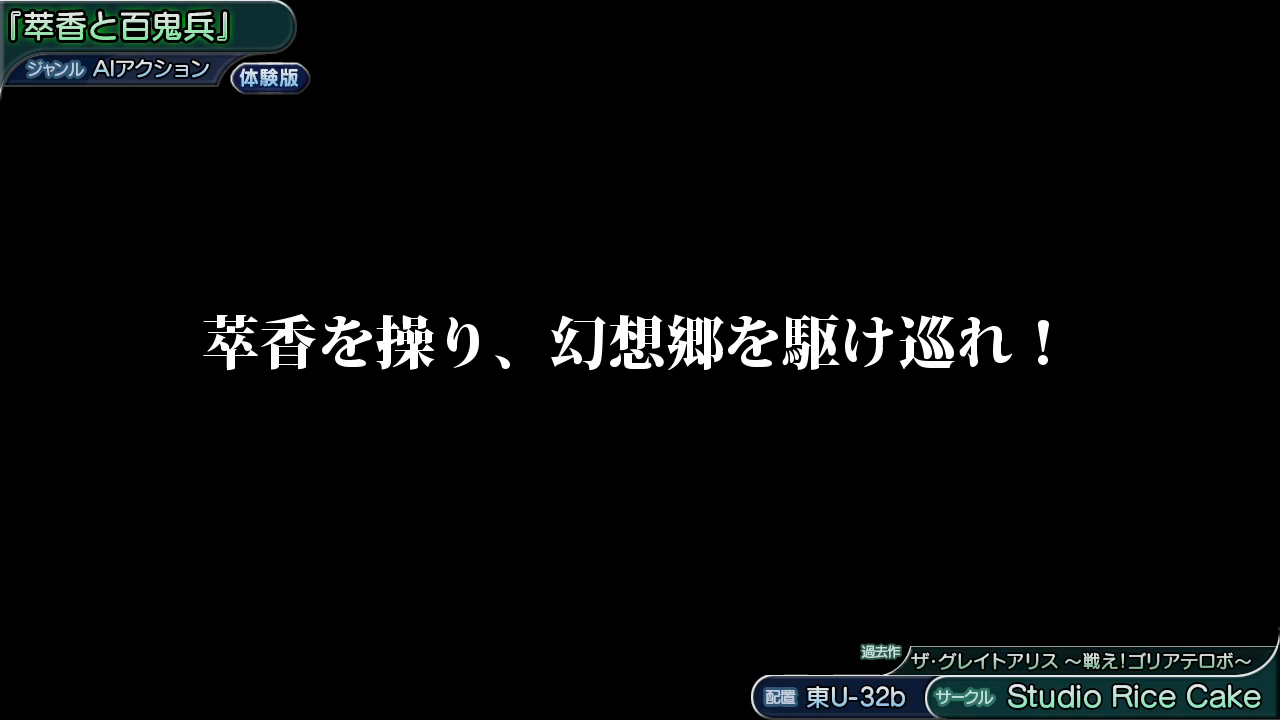 『萃香と百鬼兵』
ジャンル AIアクション 体験版
萃香を操り、幻想郷を駆け巡れ！
過去作 ザ・グレイトアリス ～戦え!ゴリアテロボ～
配置 東U-32b サークル Studio Rice Cake